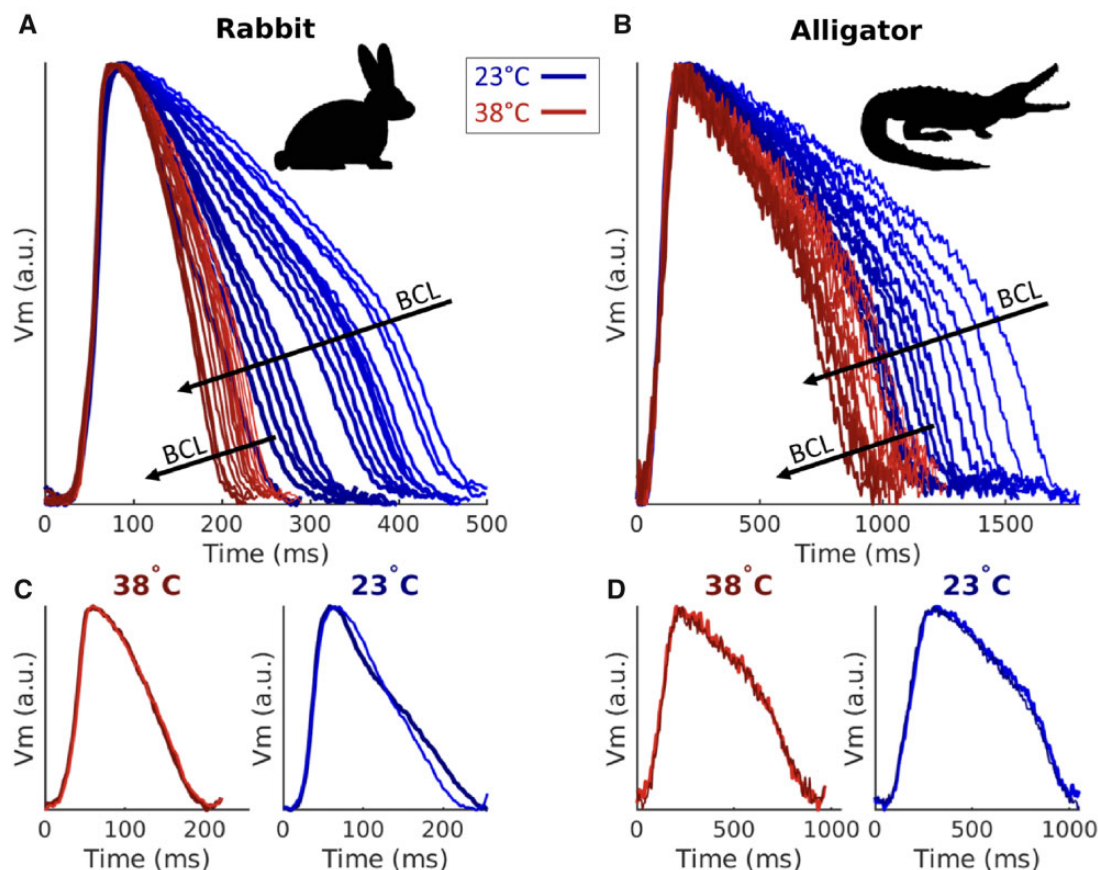 A
Rabbit
23°C
38°C
B
Alligator
Vm (a.u.)
BCL
BCL
0 100 200 300 400 500
Time (ms)
Vm (a.u.)
BCL
BCL
0 500 1000 1500
Time (ms)
C
38°C
23°C
Vm (a.u.)
0 100 200
Time (ms)
Vm (a.u.)
0 100 200
Time (ms)
D
38°C
23°C
Vm (a.u.)
0 500 1000
Time (ms)
Vm (a.u.)
0 500 1000
Time (ms)